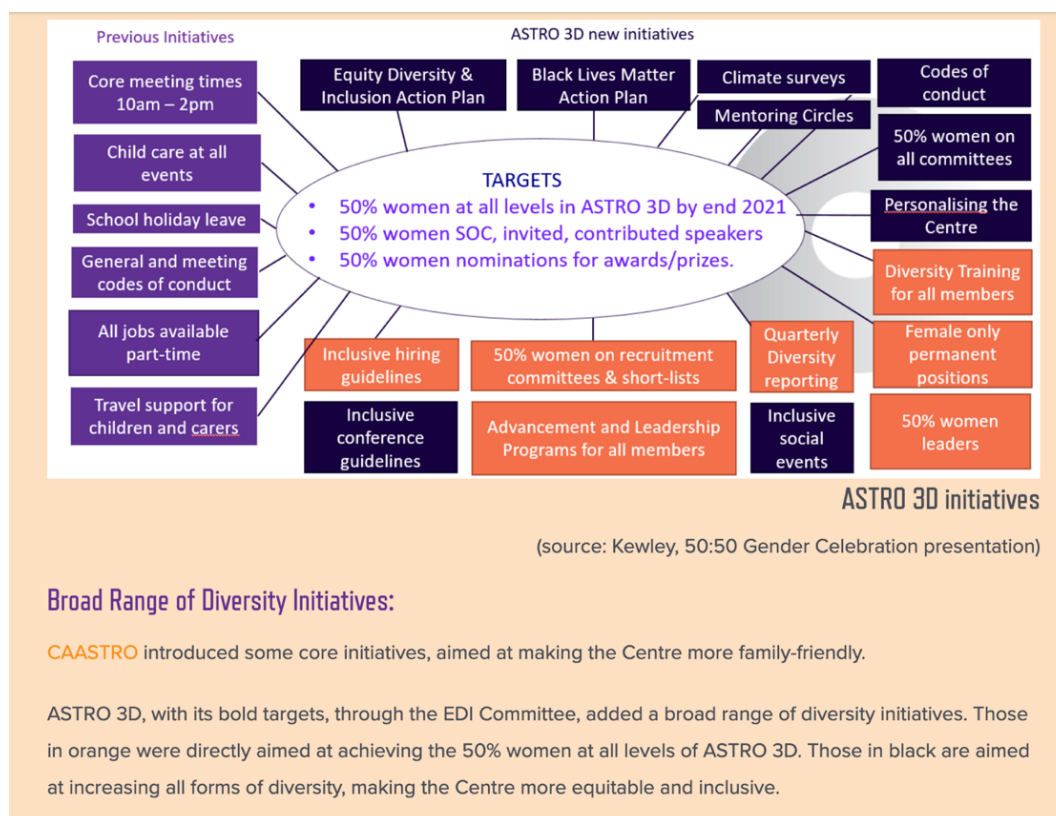 Previous Initiatives
ASTRO 3D new initiatives
Core meeting times
10am – 2pm
Child care at all
events
School holiday leave
General and meeting
codes of conduct
All jobs available
part-time
Travel support for
children and carers
Equity Diversity &
Inclusion Action Plan
Black Lives Matter
Action Plan
Climate surveys
Mentoring Circles
Codes of
conduct
50% women on
all committees
Personalising the
Centre
Diversity Training
for all members
Female only
permanent
positions
50% women
leaders
TARGETS
• 50% women at all levels in ASTRO 3D by end 2021
• 50% women SOC, invited, contributed speakers
• 50% women nominations for awards/prizes.
Inclusive hiring
guidelines
50% women on recruitment
committees & short-lists
Quarterly
Diversity
reporting
Inclusive
conference
guidelines
Advancement and Leadership
Programs for all members
Inclusive
social
events
ASTRO 3D initiatives
(source: Kewley, 50:50 Gender Celebration presentation)
Broad Range of Diversity Initiatives:
CAASTRO introduced some core initiatives, aimed at making the Centre more family-friendly.
ASTRO 3D, with its bold targets, through the EDI Committee, added a broad range of diversity initiatives. Those
in orange were directly aimed at achieving the 50% women at all levels of ASTRO 3D. Those in black are aimed
at increasing all forms of diversity, making the Centre more equitable and inclusive.